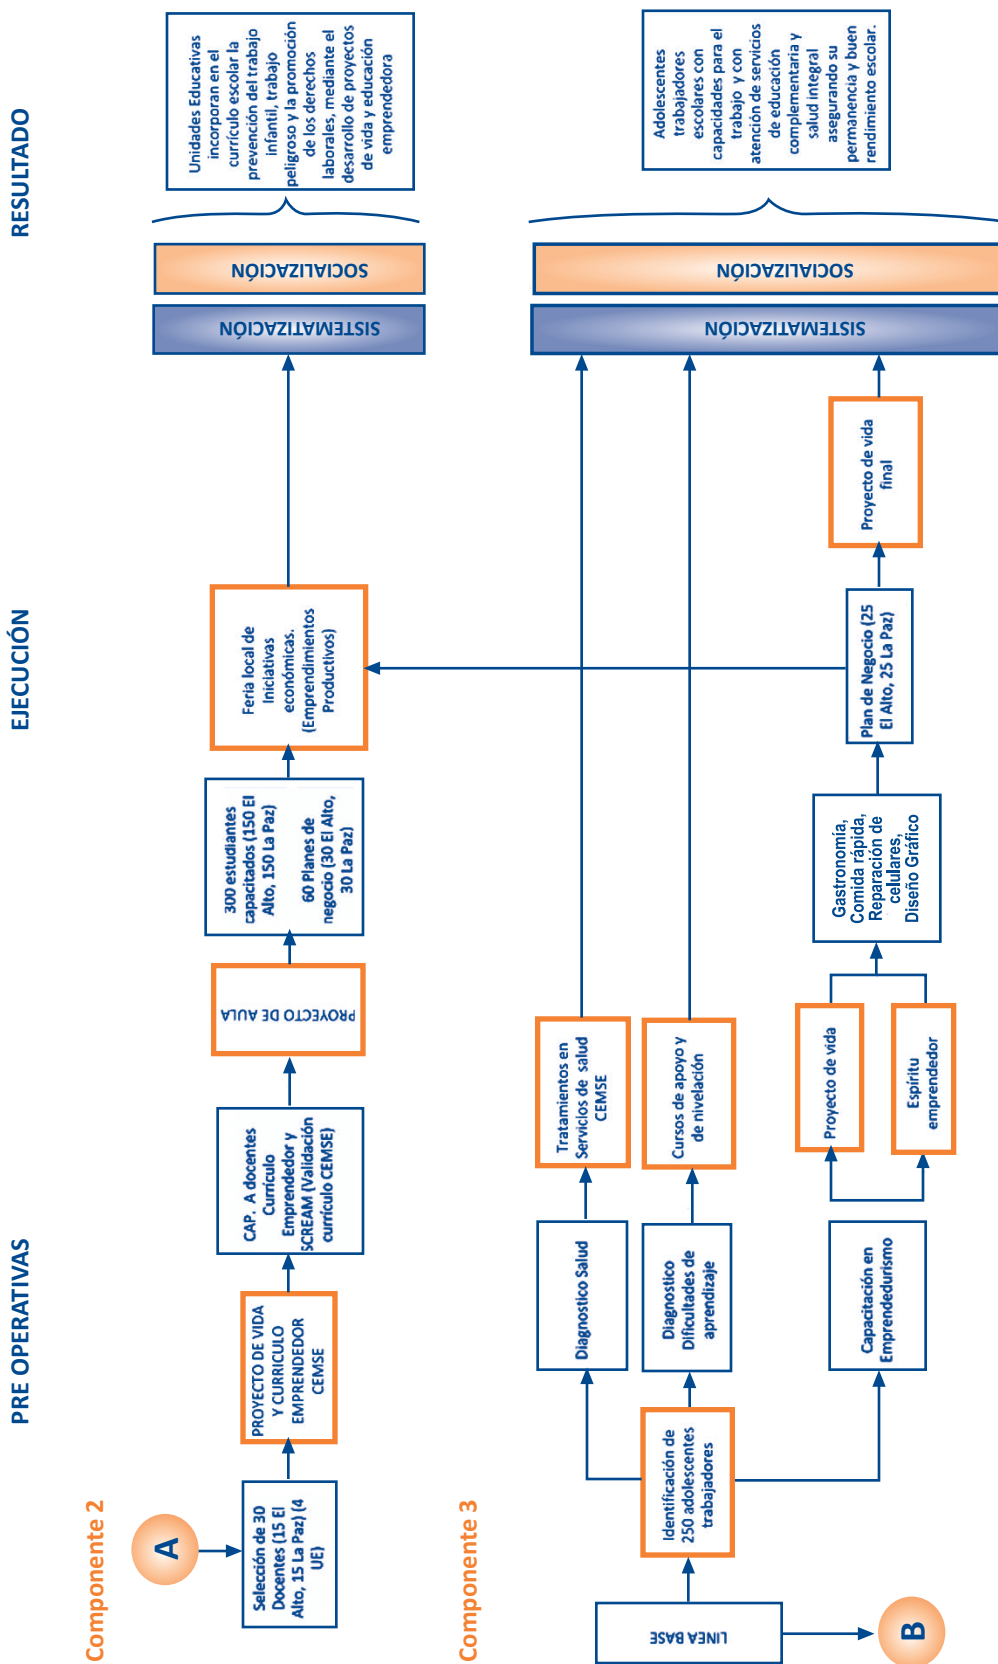 PRE OPERATIVAS
EJECUCIÓN
RESULTADO
Componente 2
A
Selección de 30
Docentes (15 El
Alto, 15 La Paz) (4
UE)
PROYECTO DE VIDA
Y CURRICULO
EMPRENDEDOR
CEMSE
CAP. A docentes
Currículo
Emprendedor y
SCREAM (Validación
currículo CEMSE)
PROYECTO DE AULA
300 estudiantes
capacitados (150 El
Alto, 150 La Paz)
60 Planes de
negocio (30 El Alto,
30 La Paz)
Feria local de
Iniciativas
económicas.
(Emprendimientos
Productivos)
SISTEMATIZACIÓN
SOCIALIZACIÓN
Unidades Educativas
incorporan en el
currículo escolar la
prevención del trabajo
infantil, trabajo
peligroso y la promoción
de los derechos
laborales, mediante el
desarrollo de proyectos
de vida y educación
emprendedora
Componente 3
LINEA BASE
B
Identificación de
250 adolescentes
trabajadores
Diagnostico Salud
Diagnostico
Dificultades de
aprendizaje
Capacitación en
Emprendedurismo
Tratamientos en
Servicios de salud
CEMSE
Cursos de apoyo y
de nivelación
Proyecto de vida
Espíritu
emprendedor
Gastronomía,
Comida rápida,
Reparación de
celulares,
Diseño Gráfico
Plan de Negocio (25
El Alto, 25 La Paz)
Proyecto de vida
final
SISTEMATIZACIÓN
SOCIALIZACIÓN
Adolescentes
trabajadores
escolares con
capacidades para el
trabajo y con
atención de servicios
de educación
complementaria y
salud integral
asegurando su
permanencia y buen
rendimiento escolar.